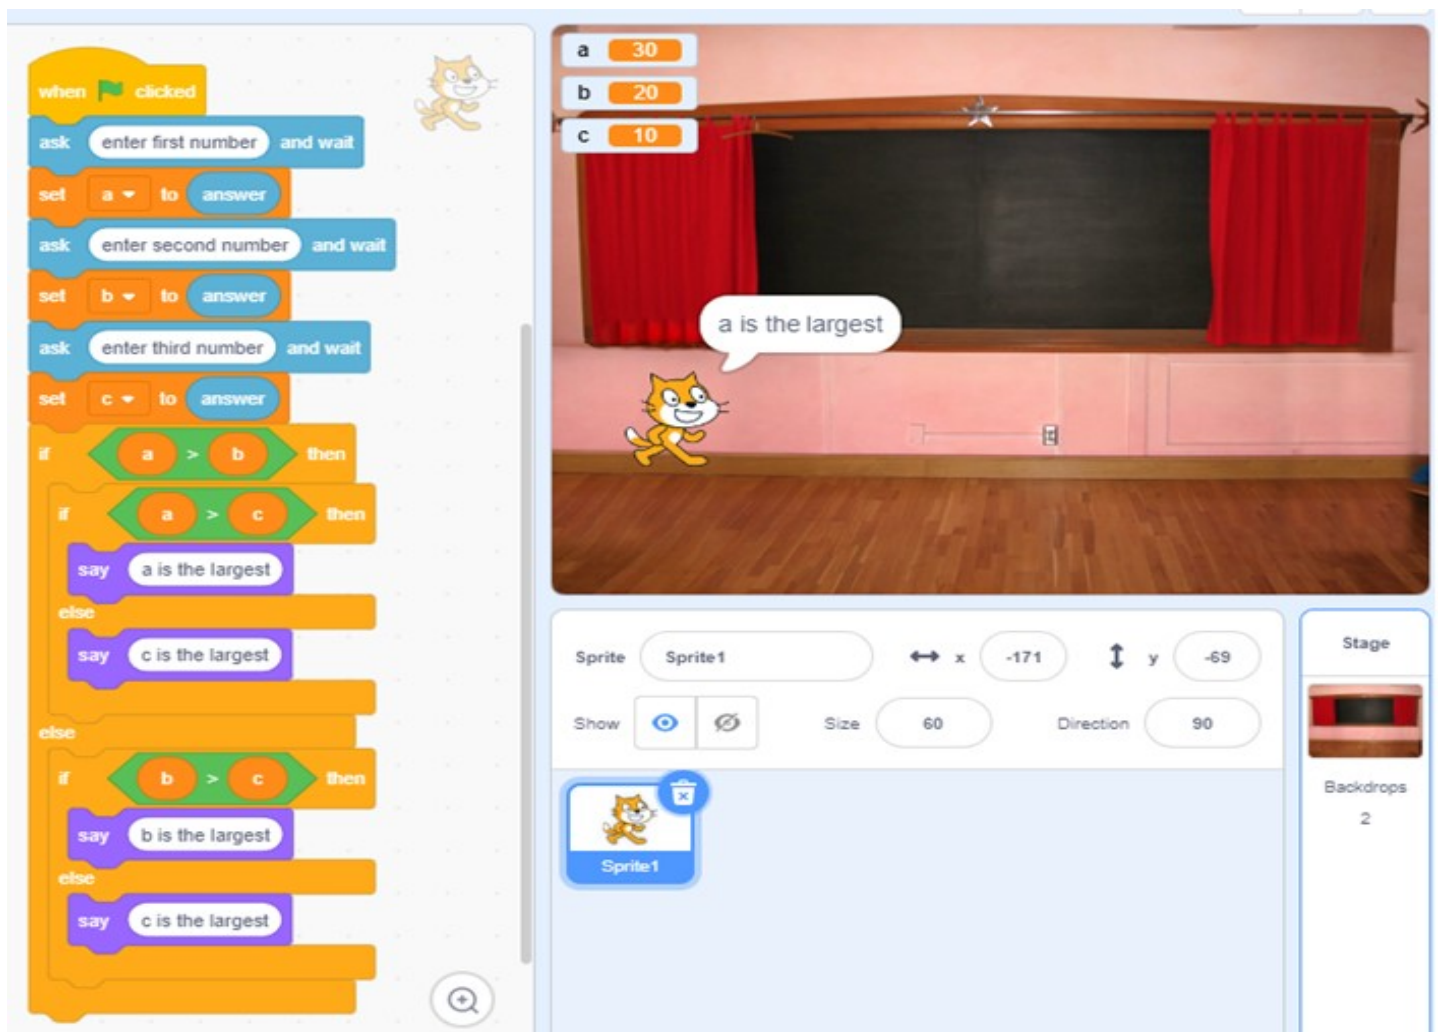 when clicked
ask enter first number and wait
set a to answer
ask enter second number and wait
set b to answer
ask enter third number and wait
set c to answer
if a > b then
if a > c then
say a is the largest
else
say c is the largest
else
if b > c then
say b is the largest
else
say c is the largest
a 30
b 20
c 10
a is the largest
Sprite Sprite1 x -171 y -69
Show Size 60 Direction 90
Sprite1
Stage
Backdrops
2